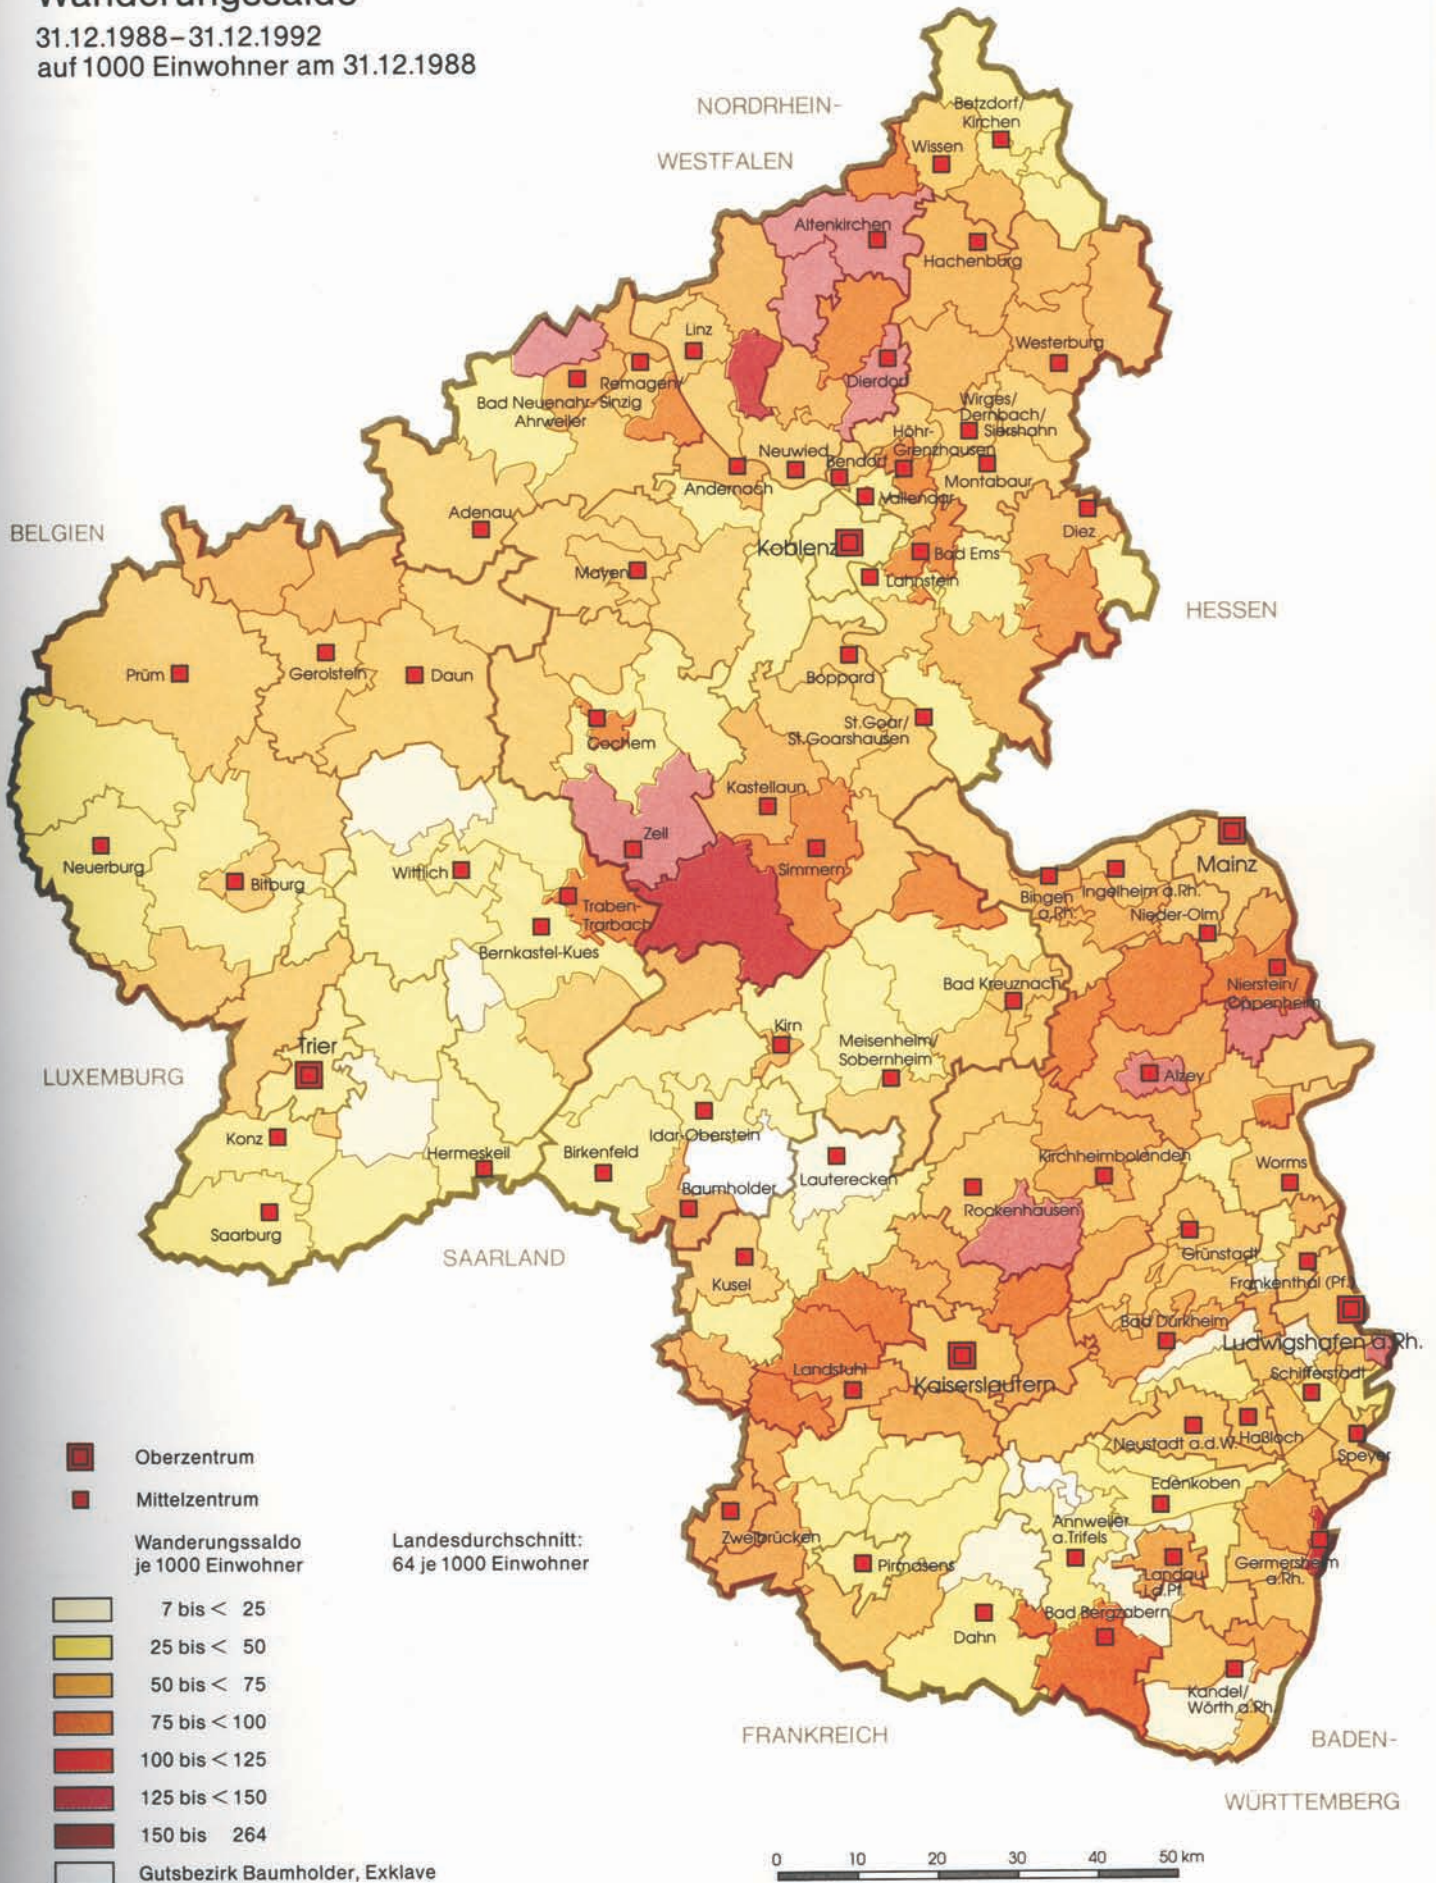 Wanderungssaldo
31.12.1988–31.12.1992
auf 1000 Einwohner am 31.12.1988
NORDRHEIN-
WESTFALEN
Betzdorf/
Kirchen
Wissen
Altenkirchen
Hachenburg
Linz
Westerburg
Remagen/
Sinzig
Dierdorf
Bad Neuenahr-
Ahrweiler
Wirges/
Dernbach/
Siershahn
Höhr-
Grenzhausen
Neuwied
Bendorf
Montabaur
Andernach
Vallendar
Adenau
BELGIEN
Diez
Koblenz
Bad Ems
Mayen
Lahnstein
HESSEN
Prüm
Gerolstein
Daun
Boppard
St.Goar/
St.Goarshausen
Cochem
Kastellaun
Zell
Mainz
Neuerburg
Wittlich
Simmern
Bitburg
Bingen
a.Rh.
Ingelheim a.Rh.
Traben-
Trarbach
Nieder-Olm
Bernkastel-Kues
Bad Kreuznach
Nierstein/
Oppenheim
Kirn
Trier
Meisenheim/
Sobernheim
LUXEMBURG
Alzey
Konz
Idar-Oberstein
Hermeskeil
Birkenfeld
Kirchheimbolanden
Worms
Lauterecken
Baumholder
Rockenhausen
Saarburg
SAARLAND
Grünstadt
Kusel
Frankenthal (Pf.)
Bad Dürkheim
Ludwigshafen a.Rh.
Landstuhl
Kaiserslautern
Schifferstadt
Neustadt a.d.W.
Haßloch
Speyer
Edenkoben
Annweiler
a.Trifels
Zweibrücken
Pirmasens
Landau
i.d.Pf.
Germersheim
a.Rh.
Bad Bergzabern
Dahn
Kandel/
Wörth a.Rh.
FRANKREICH
BADEN-
WÜRTTEMBERG
Oberzentrum
Mittelzentrum
Wanderungssaldo
je 1000 Einwohner
Landesdurchschnitt:
64 je 1000 Einwohner
7 bis < 25
25 bis < 50
50 bis < 75
75 bis < 100
100 bis < 125
125 bis < 150
150 bis 264
Gutsbezirk Baumholder, Exklave
0 10 20 30 40 50 km